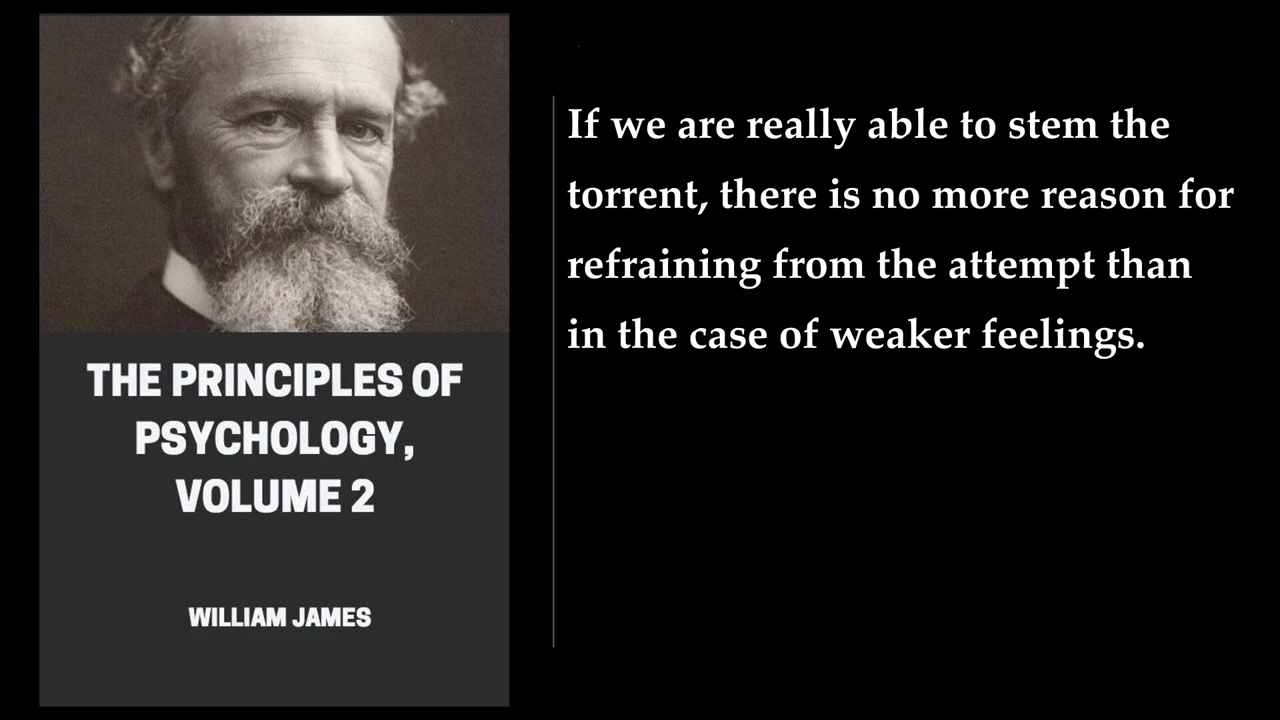 THE PRINCIPLES OF
PSYCHOLOGY,
VOLUME 2
WILLIAM JAMES
If we are really able to stem the
torrent, there is no more reason for
refraining from the attempt than
in the case of weaker feelings.